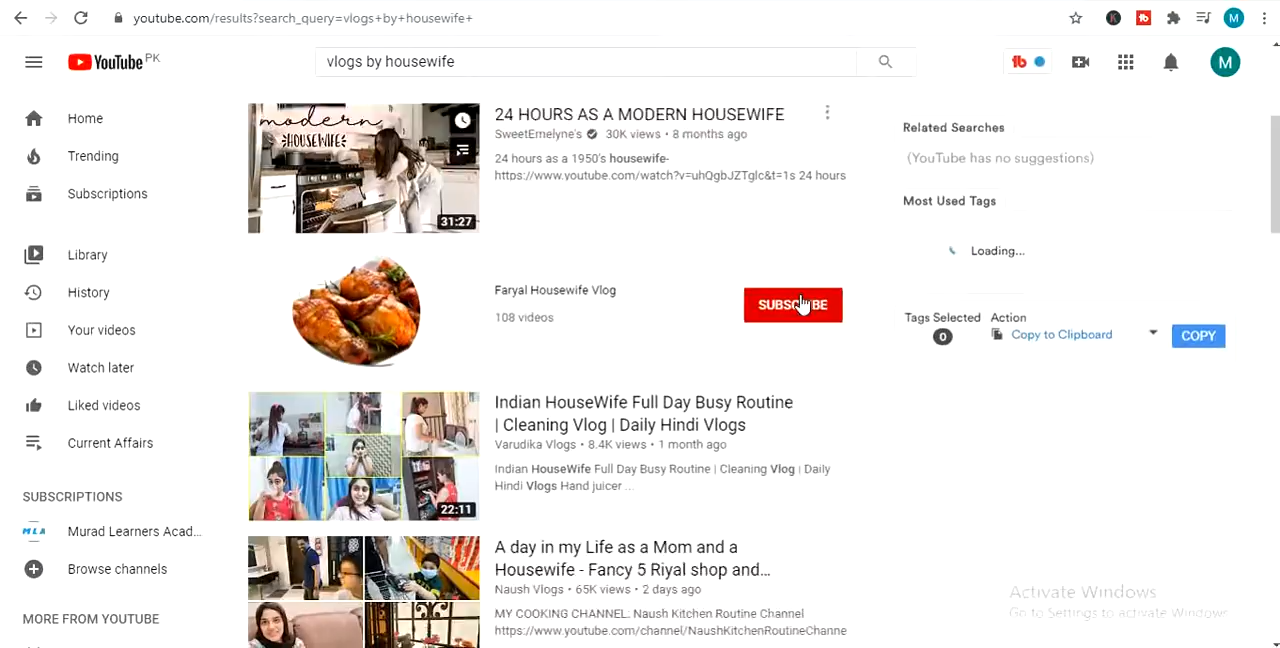 youtube.com/results?search_query=vlogs+by+housewife+
YouTube PK
vlogs by housewife
M
M
Home
Trending
Subscriptions
Library
History
Your videos
Watch later
Liked videos
Current Affairs
SUBSCRIPTIONS
MLA Murad Learners Acad...
Browse channels
MORE FROM YOUTUBE
modern
HOUSEWIFE
31:27
24 HOURS AS A MODERN HOUSEWIFE
SweetEmelyne's 30K views • 8 months ago
24 hours as a 1950's housewife-
https://www.youtube.com/watch?v=uhQgbJZTglc&t=1s 24 hours
Faryal Housewife Vlog
108 videos
SUBSCRIBE
22:11
Indian HouseWife Full Day Busy Routine
| Cleaning Vlog | Daily Hindi Vlogs
Varudika Vlogs • 8.4K views • 1 month ago
Indian HouseWife Full Day Busy Routine | Cleaning Vlog | Daily
Hindi Vlogs Hand juicer ...
A day in my Life as a Mom and a
Housewife - Fancy 5 Riyal shop and...
Naush Vlogs • 65K views • 2 days ago
MY COOKING CHANNEL: Naush Kitchen Routine Channel
https://www.youtube.com/channel/NaushKitchenRoutineChanne
Related Searches
(YouTube has no suggestions)
Most Used Tags
Loading...
Tags Selected Action
0 Copy to Clipboard COPY
Activate Windows
Go to Settings to activate Windows.